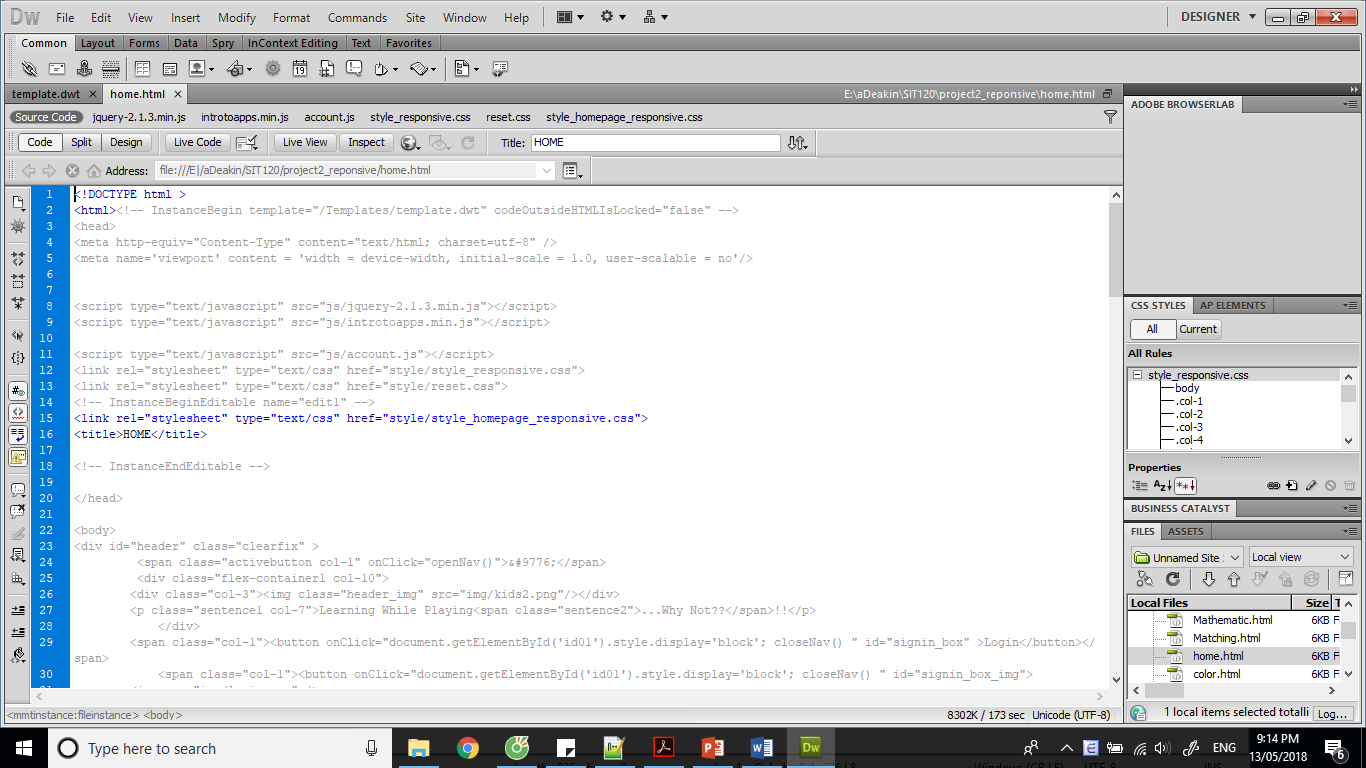 Dw File Edit View Insert Modify Format Commands Site Window Help DESIGNER
Common Layout Forms Data Spry InContext Editing Text Favorites
template.dwt home.html E:\aDeakin\SIT120\project2_reponsive\home.html
Source Code jquery-2.1.3.min.js introtoapps.min.js account.js style_responsive.css reset.css style_homepage_responsive.css
Code Split Design Live Code Live View Inspect Title: HOME
Address: file:///E|/aDeakin/SIT120/project2_reponsive/home.html
1 <!DOCTYPE html >
2 <html><!-- InstanceBegin template="/Templates/template.dwt" codeOutsideHTMLIsLocked="false" -->
3 <head>
4 <meta http-equiv="Content-Type" content="text/html; charset=utf-8" />
5 <meta name='viewport' content = 'width = device-width, initial-scale = 1.0, user-scalable = no'/>
6
7
8 <script type="text/javascript" src="js/jquery-2.1.3.min.js"></script>
9 <script type="text/javascript" src="js/introtoapps.min.js"></script>
10
11 <script type="text/javascript" src="js/account.js"></script>
12 <link rel="stylesheet" type="text/css" href="style/style_responsive.css">
13 <link rel="stylesheet" type="text/css" href="style/reset.css">
14 <!-- InstanceBeginEditable name="edit1" -->
15 <link rel="stylesheet" type="text/css" href="style/style_homepage_responsive.css">
16 <title>HOME</title>
17
18 <!-- InstanceEndEditable -->
19
20 </head>
21
22 <body>
23 <div id="header" class="clearfix" >
24 <span class="activebutton col-1" onClick="openNav()">&#9776;</span>
25 <div class="flex-container1 col-10">
26 <div class="col-3"><img class="header_img" src="img/kids2.png"/></div>
27 <p class="sentence1 col-7">Learning While Playing<span class="sentence2">...Why Not??</span>!!</p>
28 </div>
29 <span class="col-1"><button onClick="document.getElementById('id01').style.display='block'; closeNav() " id="signin_box" >Login</button></
span>
30 <span class="col-1"><button onClick="document.getElementById('id01').style.display='block'; closeNav() " id="signin_box_img">
<mmtinstance:fileinstance> <body> 8302K / 173 sec Unicode (UTF-8)
ADOBE BROWSERLAB
CSS STYLES AP ELEMENTS
All Current
All Rules
style_responsive.css
body
.col-1
.col-2
.col-3
.col-4
Properties
BUSINESS CATALYST
FILES ASSETS
Unnamed Site Local view
Local Files Size T
Mathematic.html 6KB F
Matching.html 6KB F
home.html 6KB F
color.html 6KB F
1 local items selected totalli Log...
Type here to search ENG 9:14 PM
13/05/2018 6